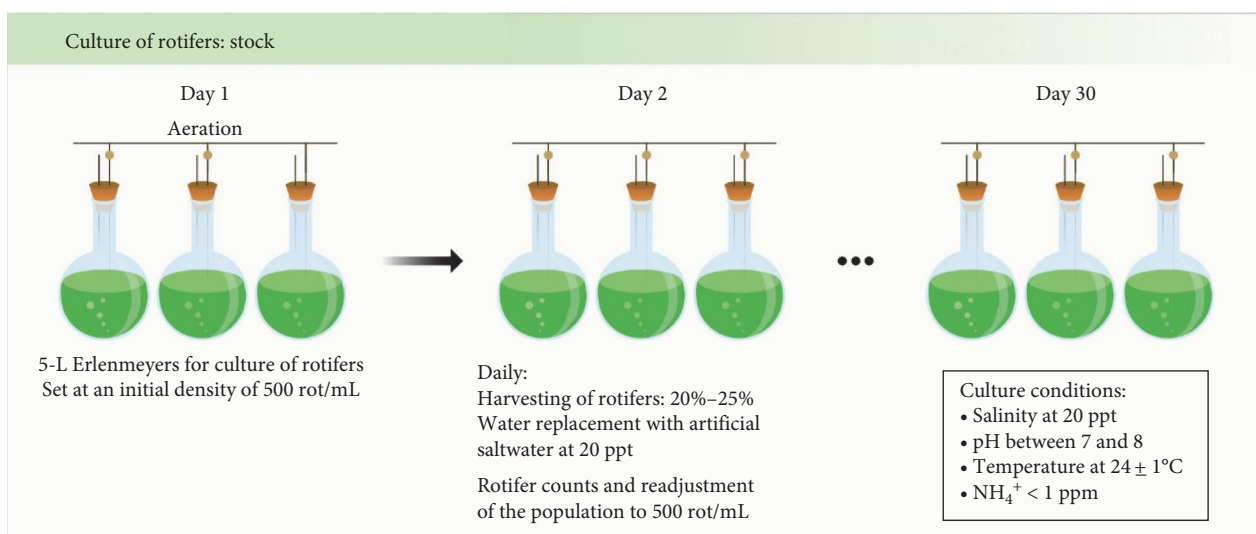 Culture of rotifers: stock
Day 1
Aeration
5-L Erlenmeyers for culture of rotifers
Set at an initial density of 500 rot/mL
Day 2
Daily:
Harvesting of rotifers: 20%–25%
Water replacement with artificial
saltwater at 20 ppt
Rotifer counts and readjustment
of the population to 500 rot/mL
Day 30
Culture conditions:
• Salinity at 20 ppt
• pH between 7 and 8
• Temperature at 24 ± 1°C
• NH₄⁺ < 1 ppm